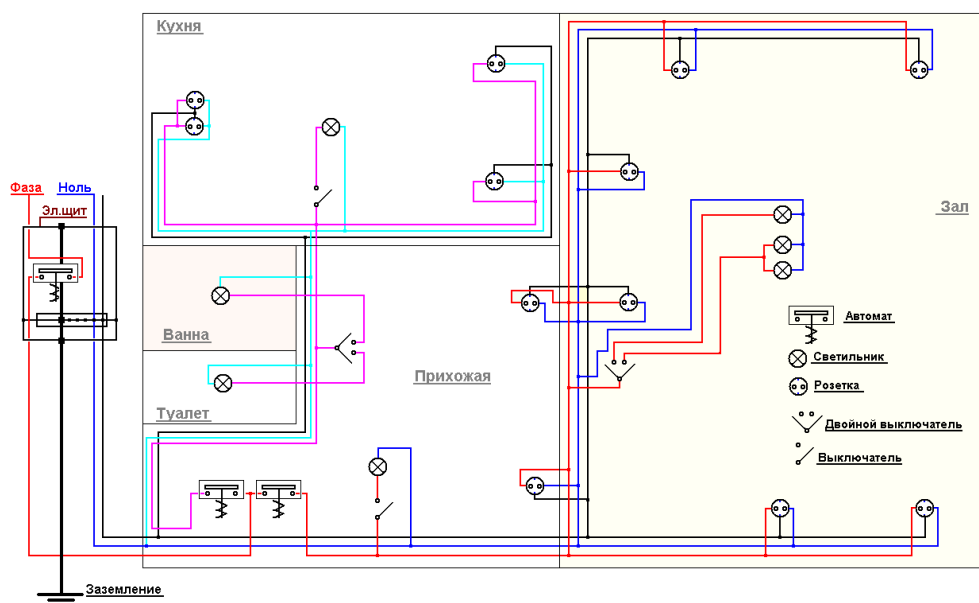 Кухня
Фаза
Ноль
Эл.щит
Зал
Ванна
Автомат
Светильник
Прихожая
Розетка
Туалет
Двойной выключатель
Выключатель
Заземление